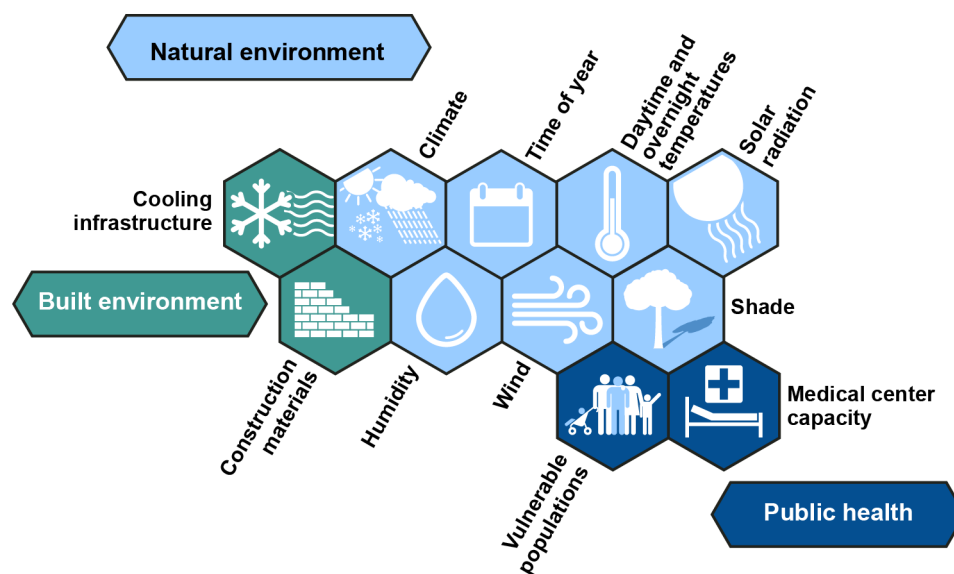 Natural environment
Climate
Time of year
Daytime and
overnight
temperatures
Solar
radiation
Cooling
infrastructure
Built environment
Shade
Construction
materials
Humidity
Wind
Medical center
capacity
Vulnerable
populations
Public health